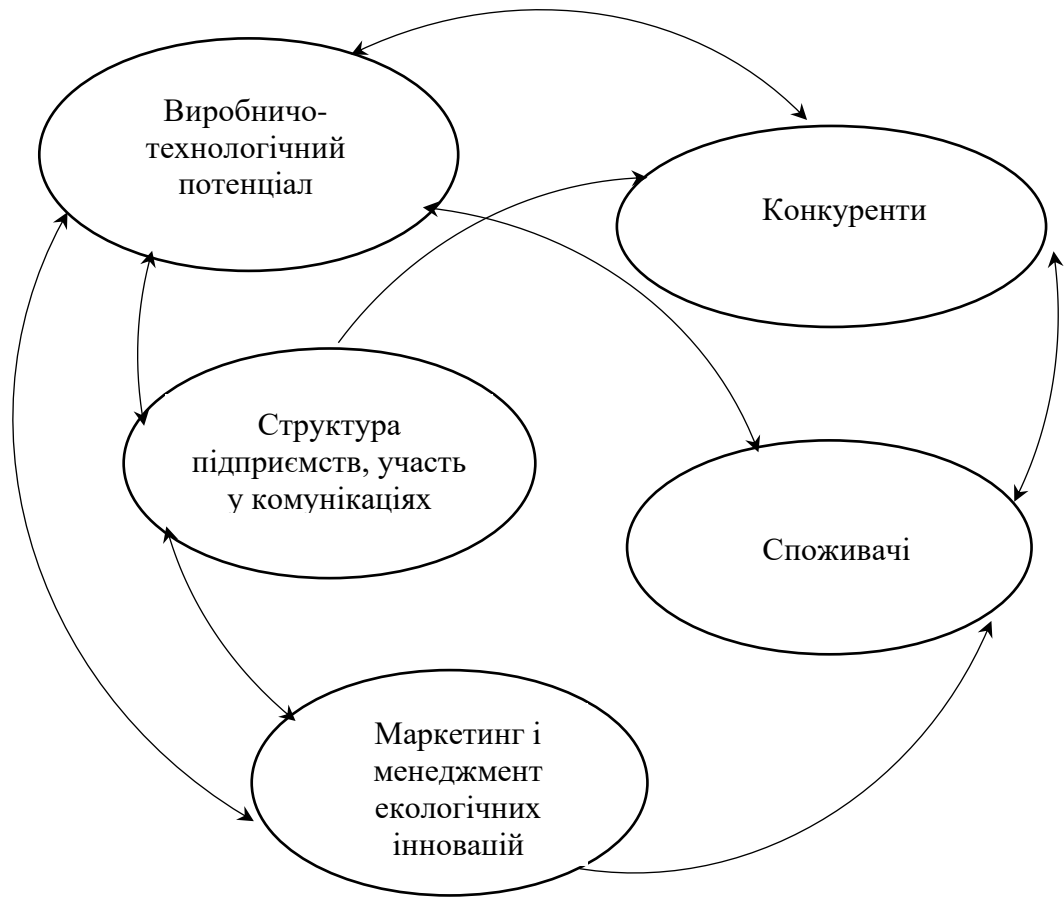 Виробничо-
технологічний
потенціал
Конкуренти
Структура
підприємств, участь
у комунікаціях
Споживачі
Маркетинг і
менеджмент
екологічних
інновацій